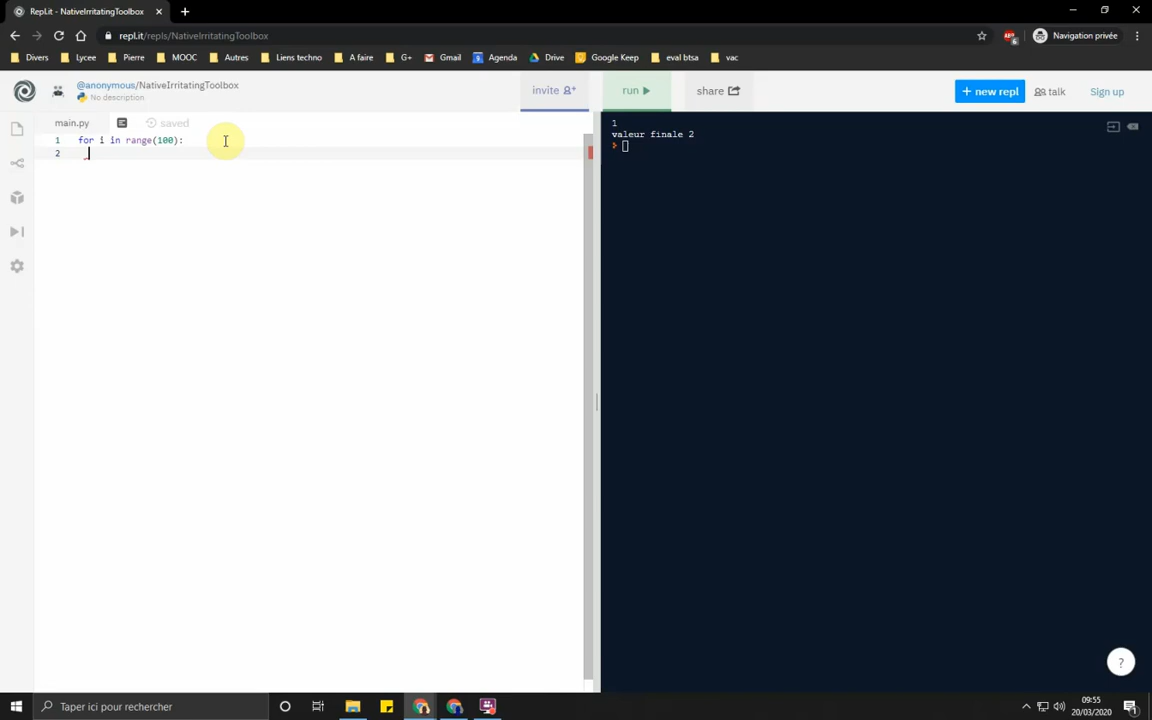 Repl.it - NativeIrritatingToolbox
repl.it/repls/NativeIrritatingToolbox
Navigation privée
Divers Lycee Pierre MOOC Autres Liens techno A faire G+ Gmail Agenda Drive Google Keep eval btsa vac
@anonymous/NativeIrritatingToolbox
No description
invite
run
share
+ new repl
talk
Sign up
main.py
saved
1 for i in range(100):
2
1
valeur finale 2
?
Taper ici pour rechercher
09:55
20/03/2020